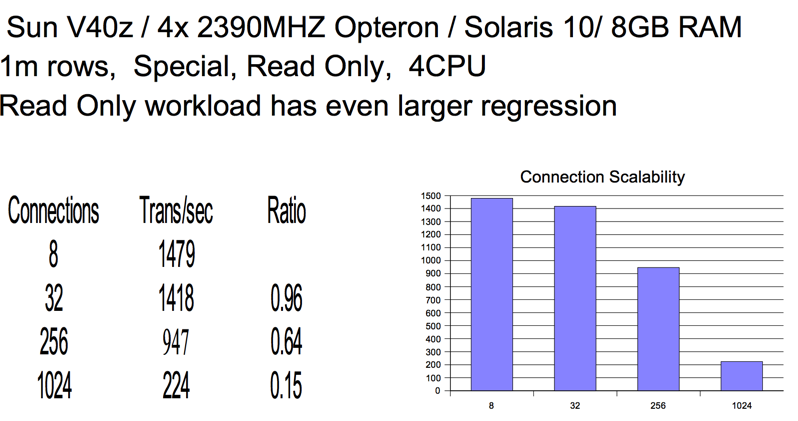 Sun V40z / 4x 2390MHZ Opteron / Solaris 10/ 8GB RAM
1m rows, Special, Read Only, 4CPU
Read Only workload has even larger regression
Connections Trans/sec Ratio
8 1479
32 1418 0.96
256 947 0.64
1024 224 0.15
Connection Scalability
1500
1400
1300
1200
1100
1000
900
800
700
600
500
400
300
200
100
0
8 32 256 1024